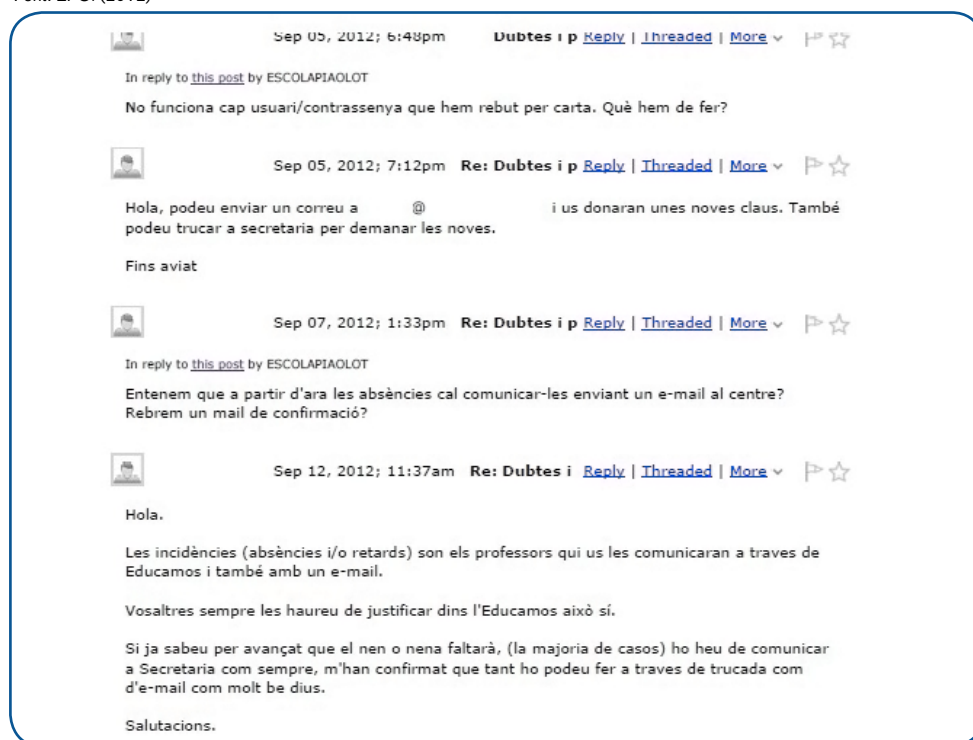 Sep 05, 2012; 6:48pm Dubtes i p Reply | Threaded | More
In reply to this post by ESCOLAPIAOLOT
No funciona cap usuari/contrassenya que hem rebut per carta. Què hem de fer?
Sep 05, 2012; 7:12pm Re: Dubtes i p Reply | Threaded | More
Hola, podeu enviar un correu a @ i us donaran unes noves claus. També
podeu trucar a secretaria per demanar les noves.
Fins aviat
Sep 07, 2012; 1:33pm Re: Dubtes i p Reply | Threaded | More
In reply to this post by ESCOLAPIAOLOT
Entenem que a partir d'ara les absències cal comunicar-les enviant un e-mail al centre?
Rebrem un mail de confirmació?
Sep 12, 2012; 11:37am Re: Dubtes i Reply | Threaded | More
Hola.
Les incidències (absències i/o retards) son els professors qui us les comunicaran a traves de
Educamos i també amb un e-mail.
Vosaltres sempre les haureu de justificar dins l'Educamos això sí.
Si ja sabeu per avançat que el nen o nena faltarà, (la majoria de casos) ho heu de comunicar
a Secretaria com sempre, m'han confirmat que tant ho podeu fer a traves de trucada com
d'e-mail com molt be dius.
Salutacions.